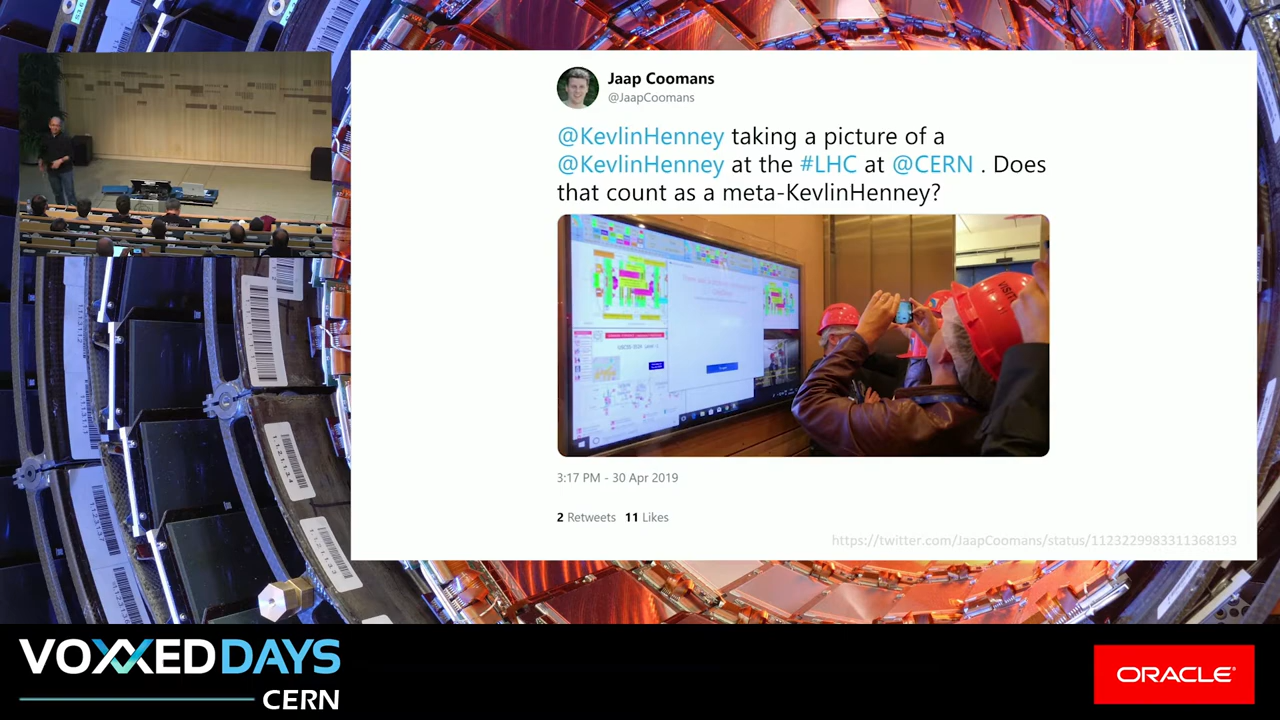 Jaap Coomans
@JaapCoomans
@KevlinHenney taking a picture of a
@KevlinHenney at the #LHC at @CERN . Does
that count as a meta-KevlinHenney?
VISIT
3:17 PM - 30 Apr 2019
2 Retweets 11 Likes
https://twitter.com/JaapCoomans/status/1123229983311368193
VOXXED DAYS
CERN
ORACLE